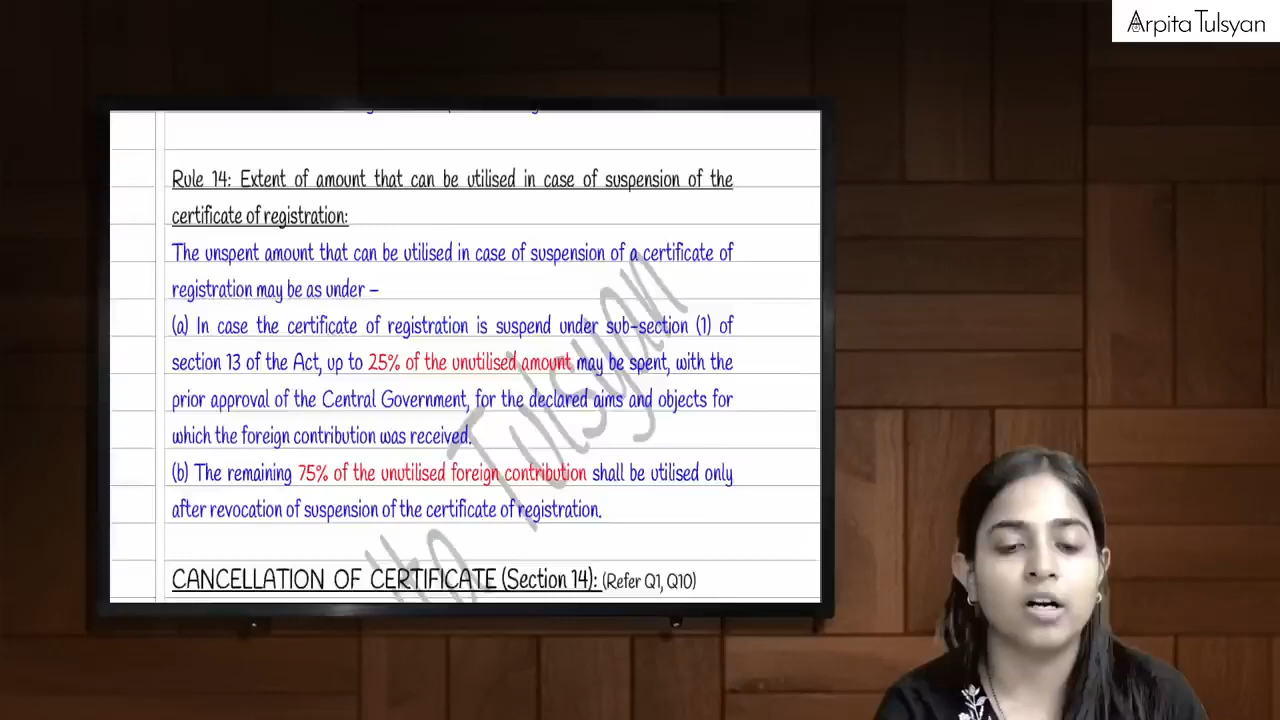 Arpita Tulsyan
Rule 14: Extent of amount that can be utilised in case of suspension of the
certificate of registration:
The unspent amount that can be utilised in case of suspension of a certificate of
registration may be as under –
(a) In case the certificate of registration is suspend under sub-section (1) of
section 13 of the Act, up to 25% of the unutilised amount may be spent, with the
prior approval of the Central Government, for the declared aims and objects for
which the foreign contribution was received.
(b) The remaining 75% of the unutilised foreign contribution shall be utilised only
after revocation of suspension of the certificate of registration.
CANCELLATION OF CERTIFICATE (Section 14): (Refer Q1, Q10)
Tulsyan